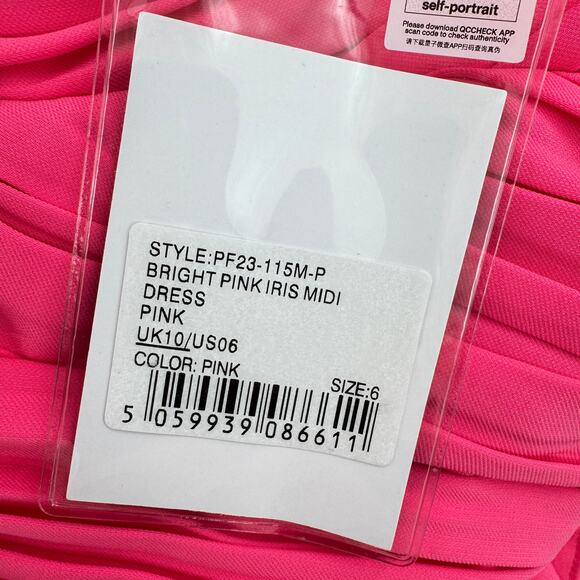 self-portrait
Please download QCCHECK APP
scan code to check authenticity
请下载量子微查APP扫码查询真伪
STYLE:PF23-115M-P
BRIGHT PINK IRIS MIDI
DRESS
PINK
UK10/US06
COLOR: PINK
SIZE:6
5 059939 086611